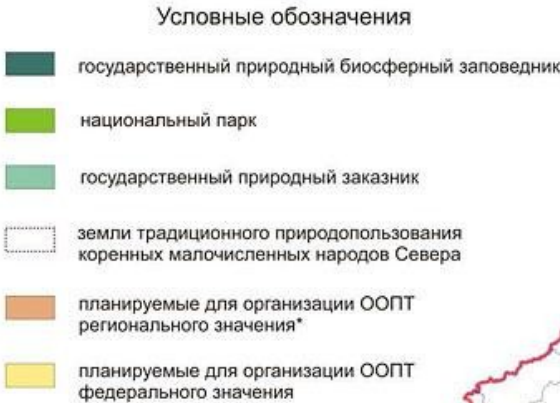 Условные обозначения
государственный природный биосферный заповедник
национальный парк
государственный природный заказник
земли традиционного природопользования
коренных малочисленных народов Севера
планируемые для организации ООПТ
регионального значения*
планируемые для организации ООПТ
федерального значения